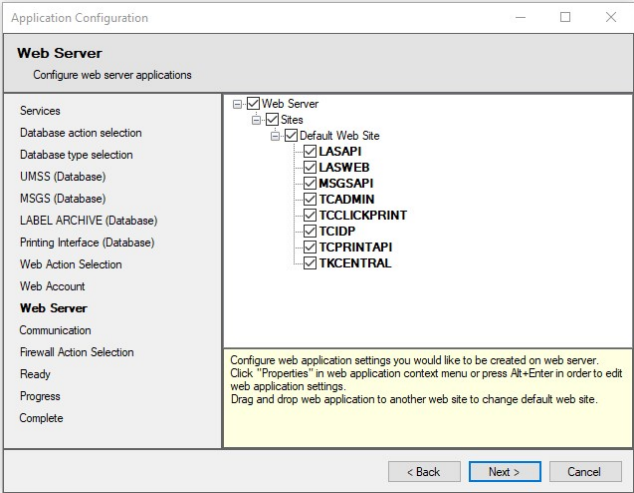 Application Configuration
Web Server
Configure web server applications
Services
Database action selection
Database type selection
UMSS (Database)
MSGS (Database)
LABEL ARCHIVE (Database)
Printing Interface (Database)
Web Action Selection
Web Account
Web Server
Communication
Firewall Action Selection
Ready
Progress
Complete
Web Server
Sites
Default Web Site
LASAPI
LASWEB
MSGSAPI
TCADMIN
TCCLICKPRINT
TCIDP
TCPRINTAPI
TKCENTRAL
Configure web application settings you would like to be created on web server.
Click "Properties" in web application context menu or press Alt+Enter in order to edit
web application settings.
Drag and drop web application to another web site to change default web site.
< Back
Next >
Cancel